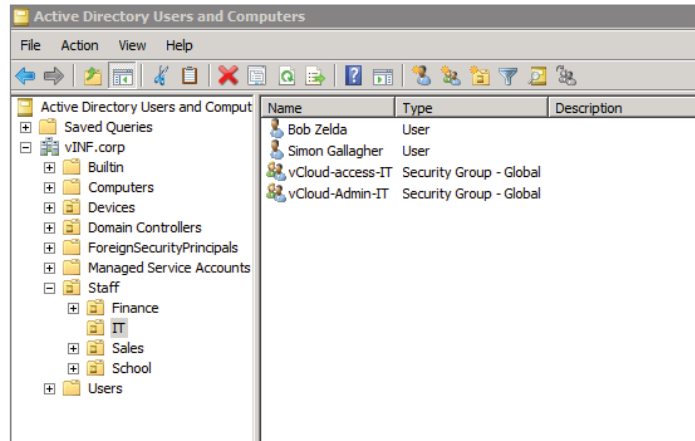 Active Directory Users and Computers
File Action View Help
Active Directory Users and Comput
Saved Queries
vINF.corp
Builtin
Computers
Devices
Domain Controllers
ForeignSecurityPrincipals
Managed Service Accounts
Staff
Finance
IT
Sales
School
Users
Name Type Description
Bob Zelda User
Simon Gallagher User
vCloud-access-IT Security Group - Global
vCloud-Admin-IT Security Group - Global